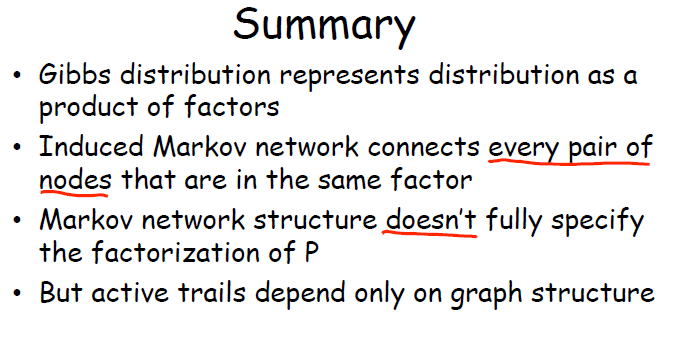 Summary
• Gibbs distribution represents distribution as a
product of factors
• Induced Markov network connects every pair of
nodes that are in the same factor
• Markov network structure doesn't fully specify
the factorization of P
• But active trails depend only on graph structure